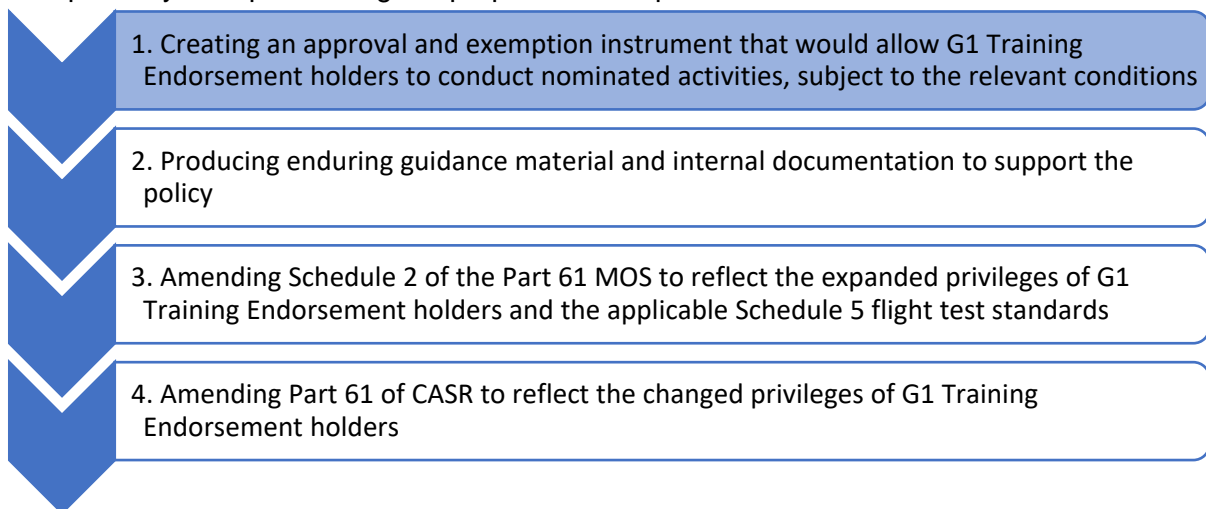 1. Creating an approval and exemption instrument that would allow G1 Training
Endorsement holders to conduct nominated activities, subject to the relevant conditions
2. Producing enduring guidance material and internal documentation to support the
policy
3. Amending Schedule 2 of the Part 61 MOS to reflect the expanded privileges of G1
Training Endorsement holders and the applicable Schedule 5 flight test standards
4. Amending Part 61 of CASR to reflect the changed privileges of G1 Training
Endorsement holders